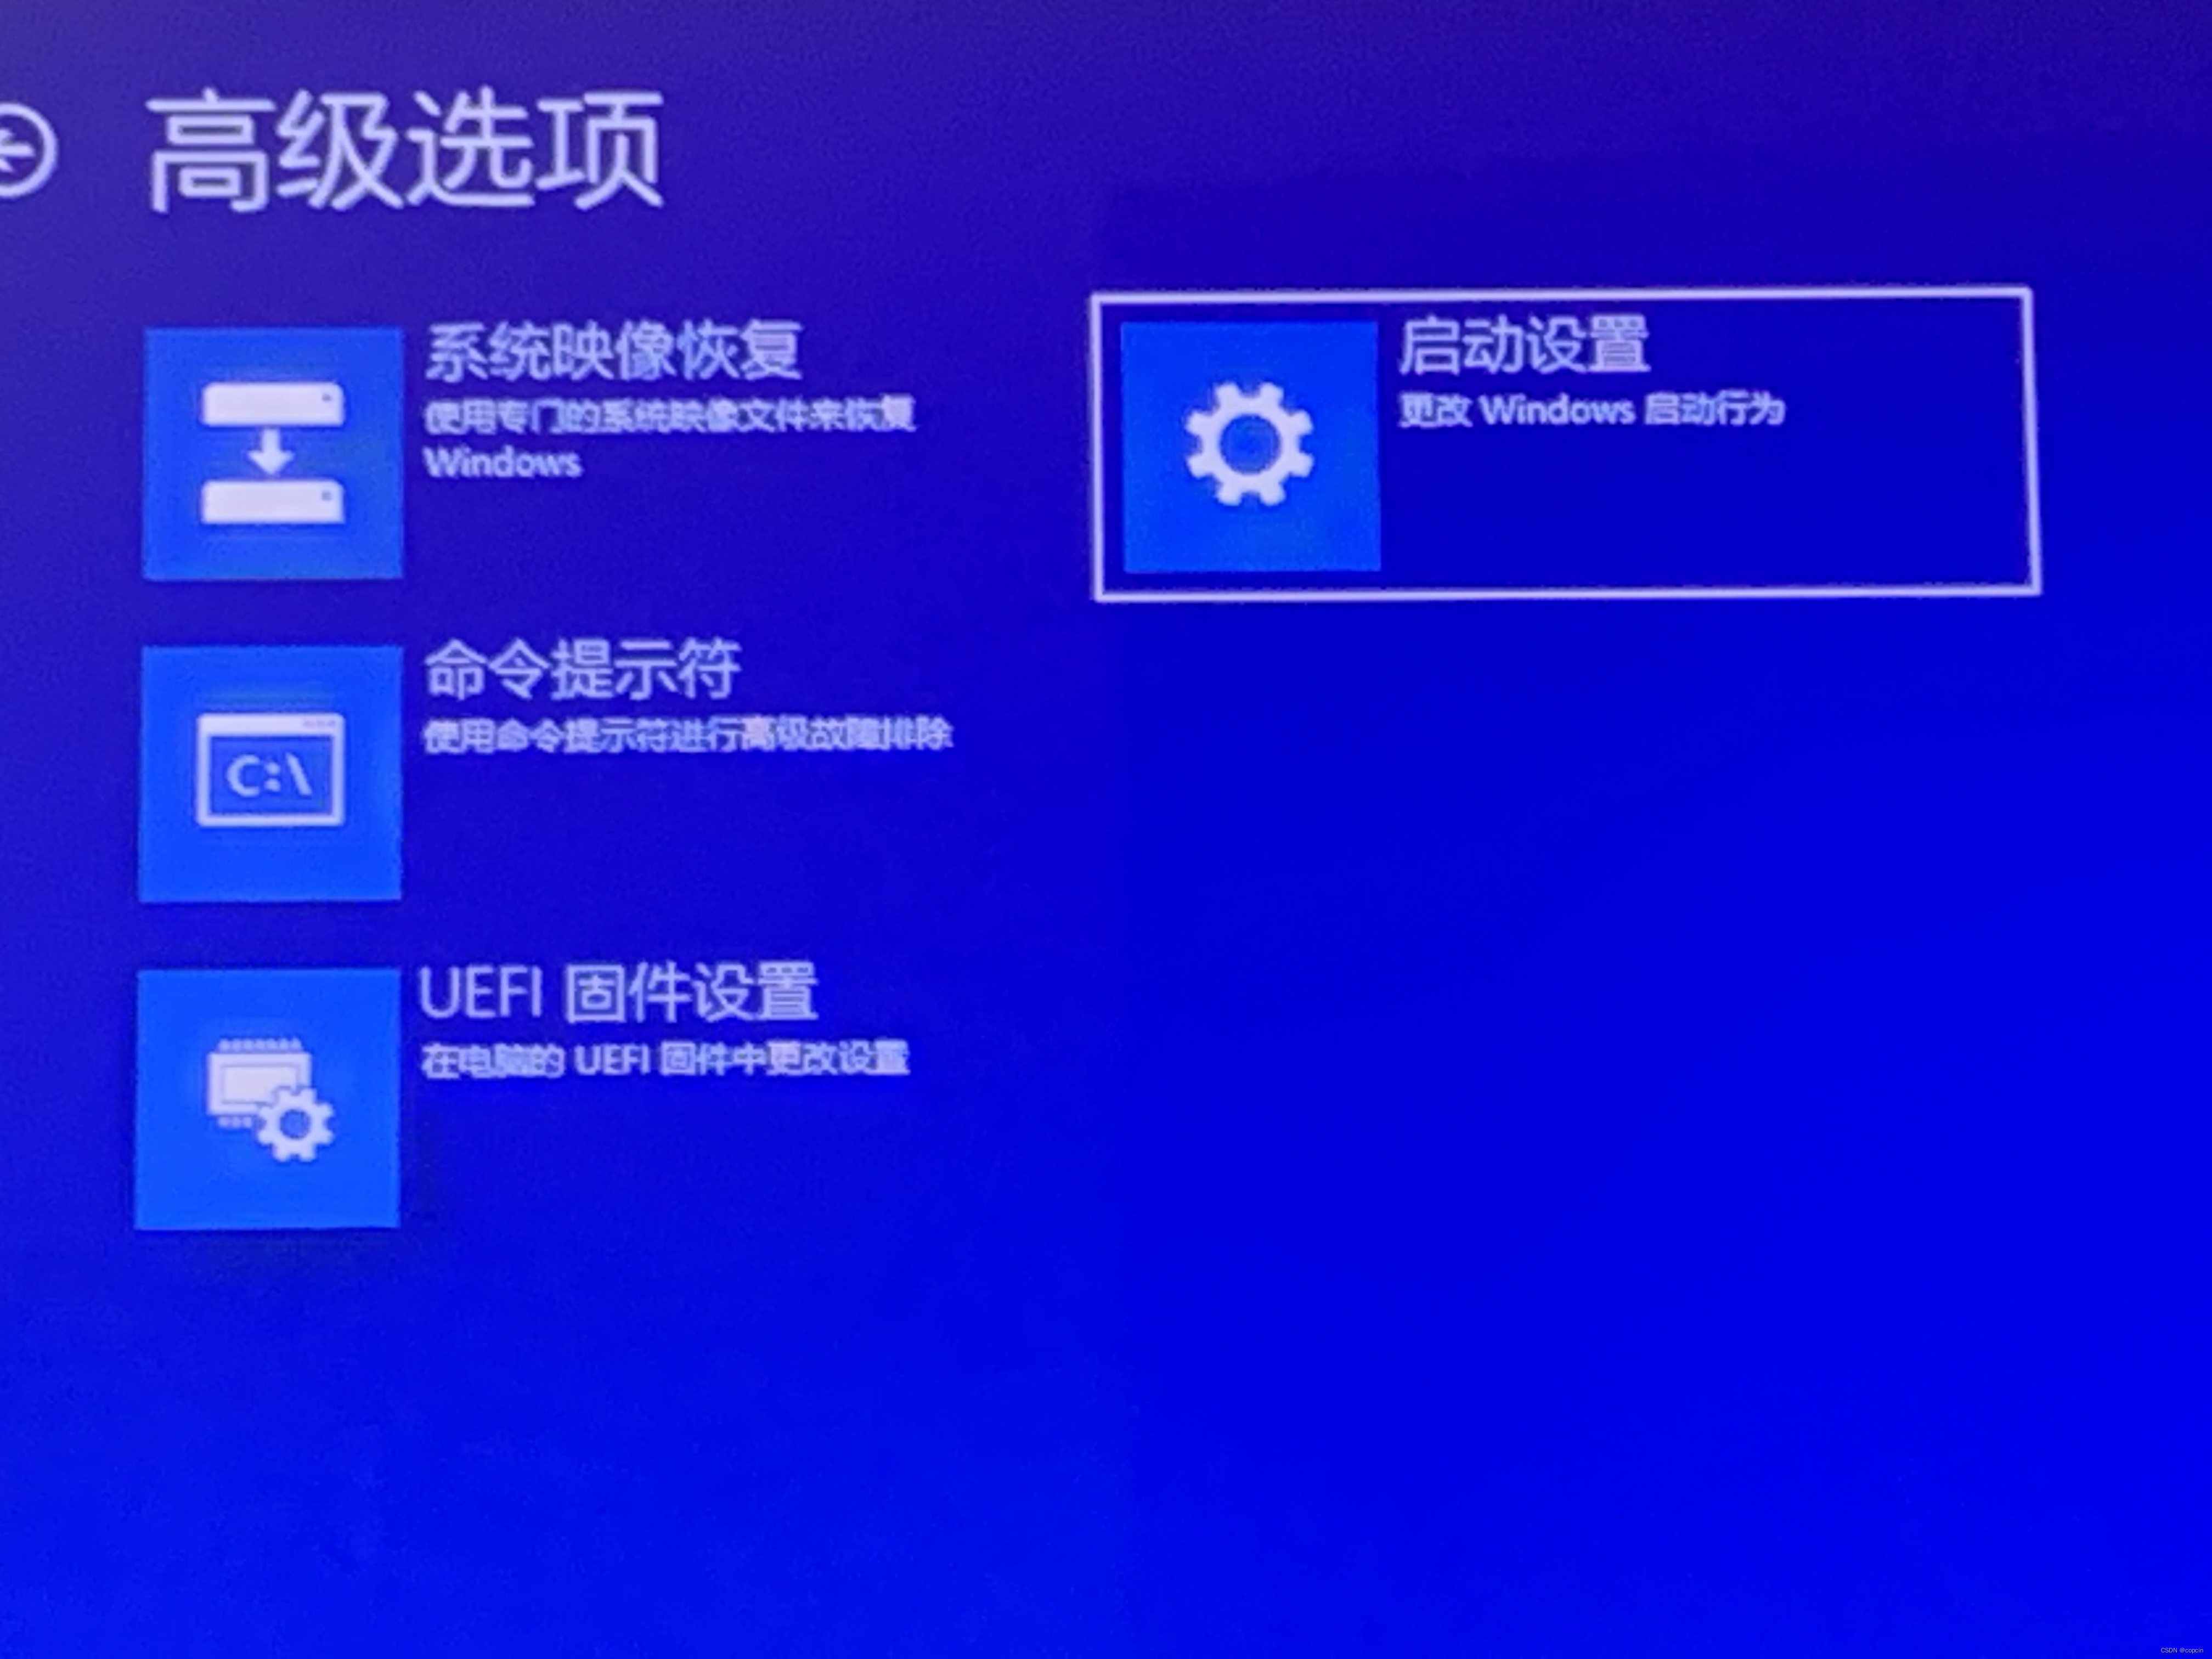 高级选项
系统映像恢复
使用专门的系统映像文件来恢复
Windows
命令提示符
使用命令提示符进行高级故障排除
C:\
UEFI 固件设置
在电脑的 UEFI 固件中更改设置
启动设置
更改 Windows 启动行为
CSDN @copcin